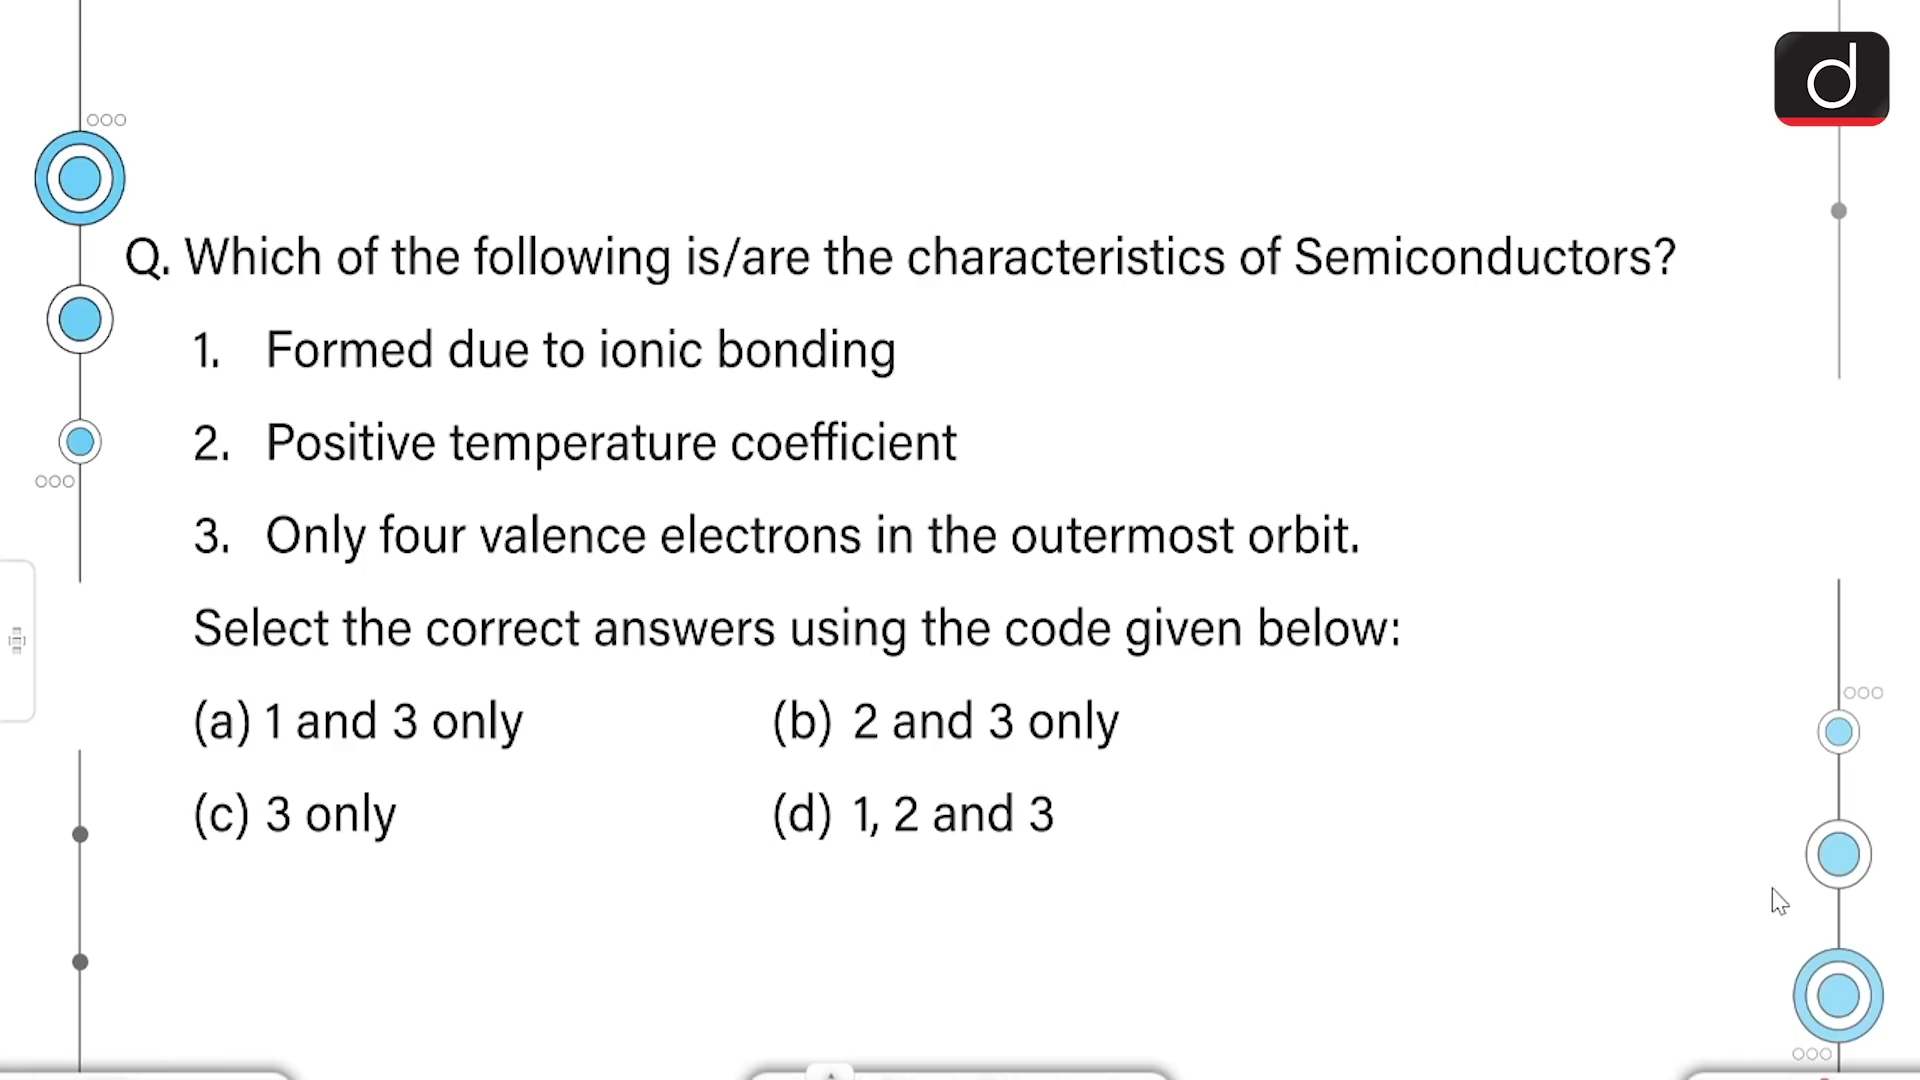 d
Q. Which of the following is/are the characteristics of Semiconductors?
1. Formed due to ionic bonding
2. Positive temperature coefficient
3. Only four valence electrons in the outermost orbit.
Select the correct answers using the code given below:
(a) 1 and 3 only (b) 2 and 3 only
(c) 3 only (d) 1, 2 and 3